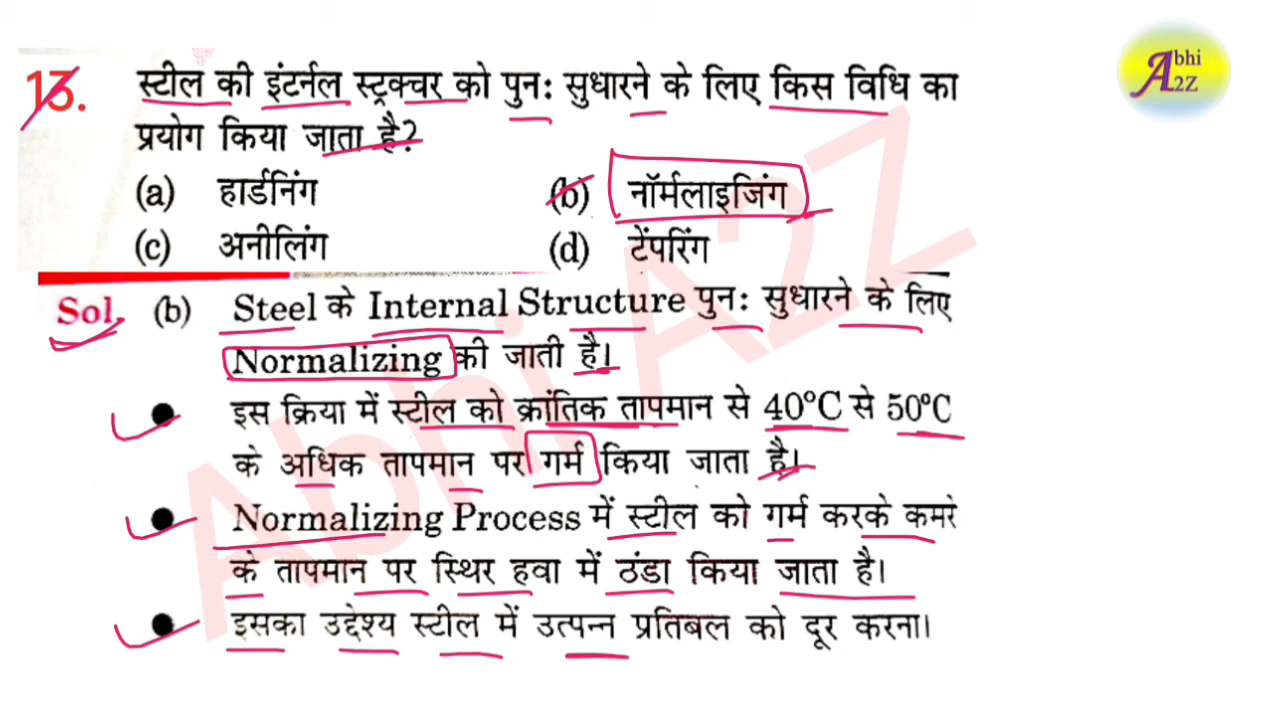 Abhi
A2Z
13. स्टील की इंटर्नल स्ट्रक्चर को पुनः सुधारने के लिए किस विधि का
प्रयोग किया जाता है?
(a) हार्डनिंग (b) नॉर्मलाइजिंग
(c) अनीलिंग (d) टेंपरिंग
Sol. (b) Steel के Internal Structure पुनः सुधारने के लिए
Normalizing की जाती है।
● इस क्रिया में स्टील को क्रांतिक तापमान से 40°C से 50°C
के अधिक तापमान पर गर्म किया जाता है।
● Normalizing Process में स्टील को गर्म करके कमरे
के तापमान पर स्थिर हवा में ठंडा किया जाता है।
● इसका उद्देश्य स्टील में उत्पन्न प्रतिबल को दूर करना।
Abhi A2Z